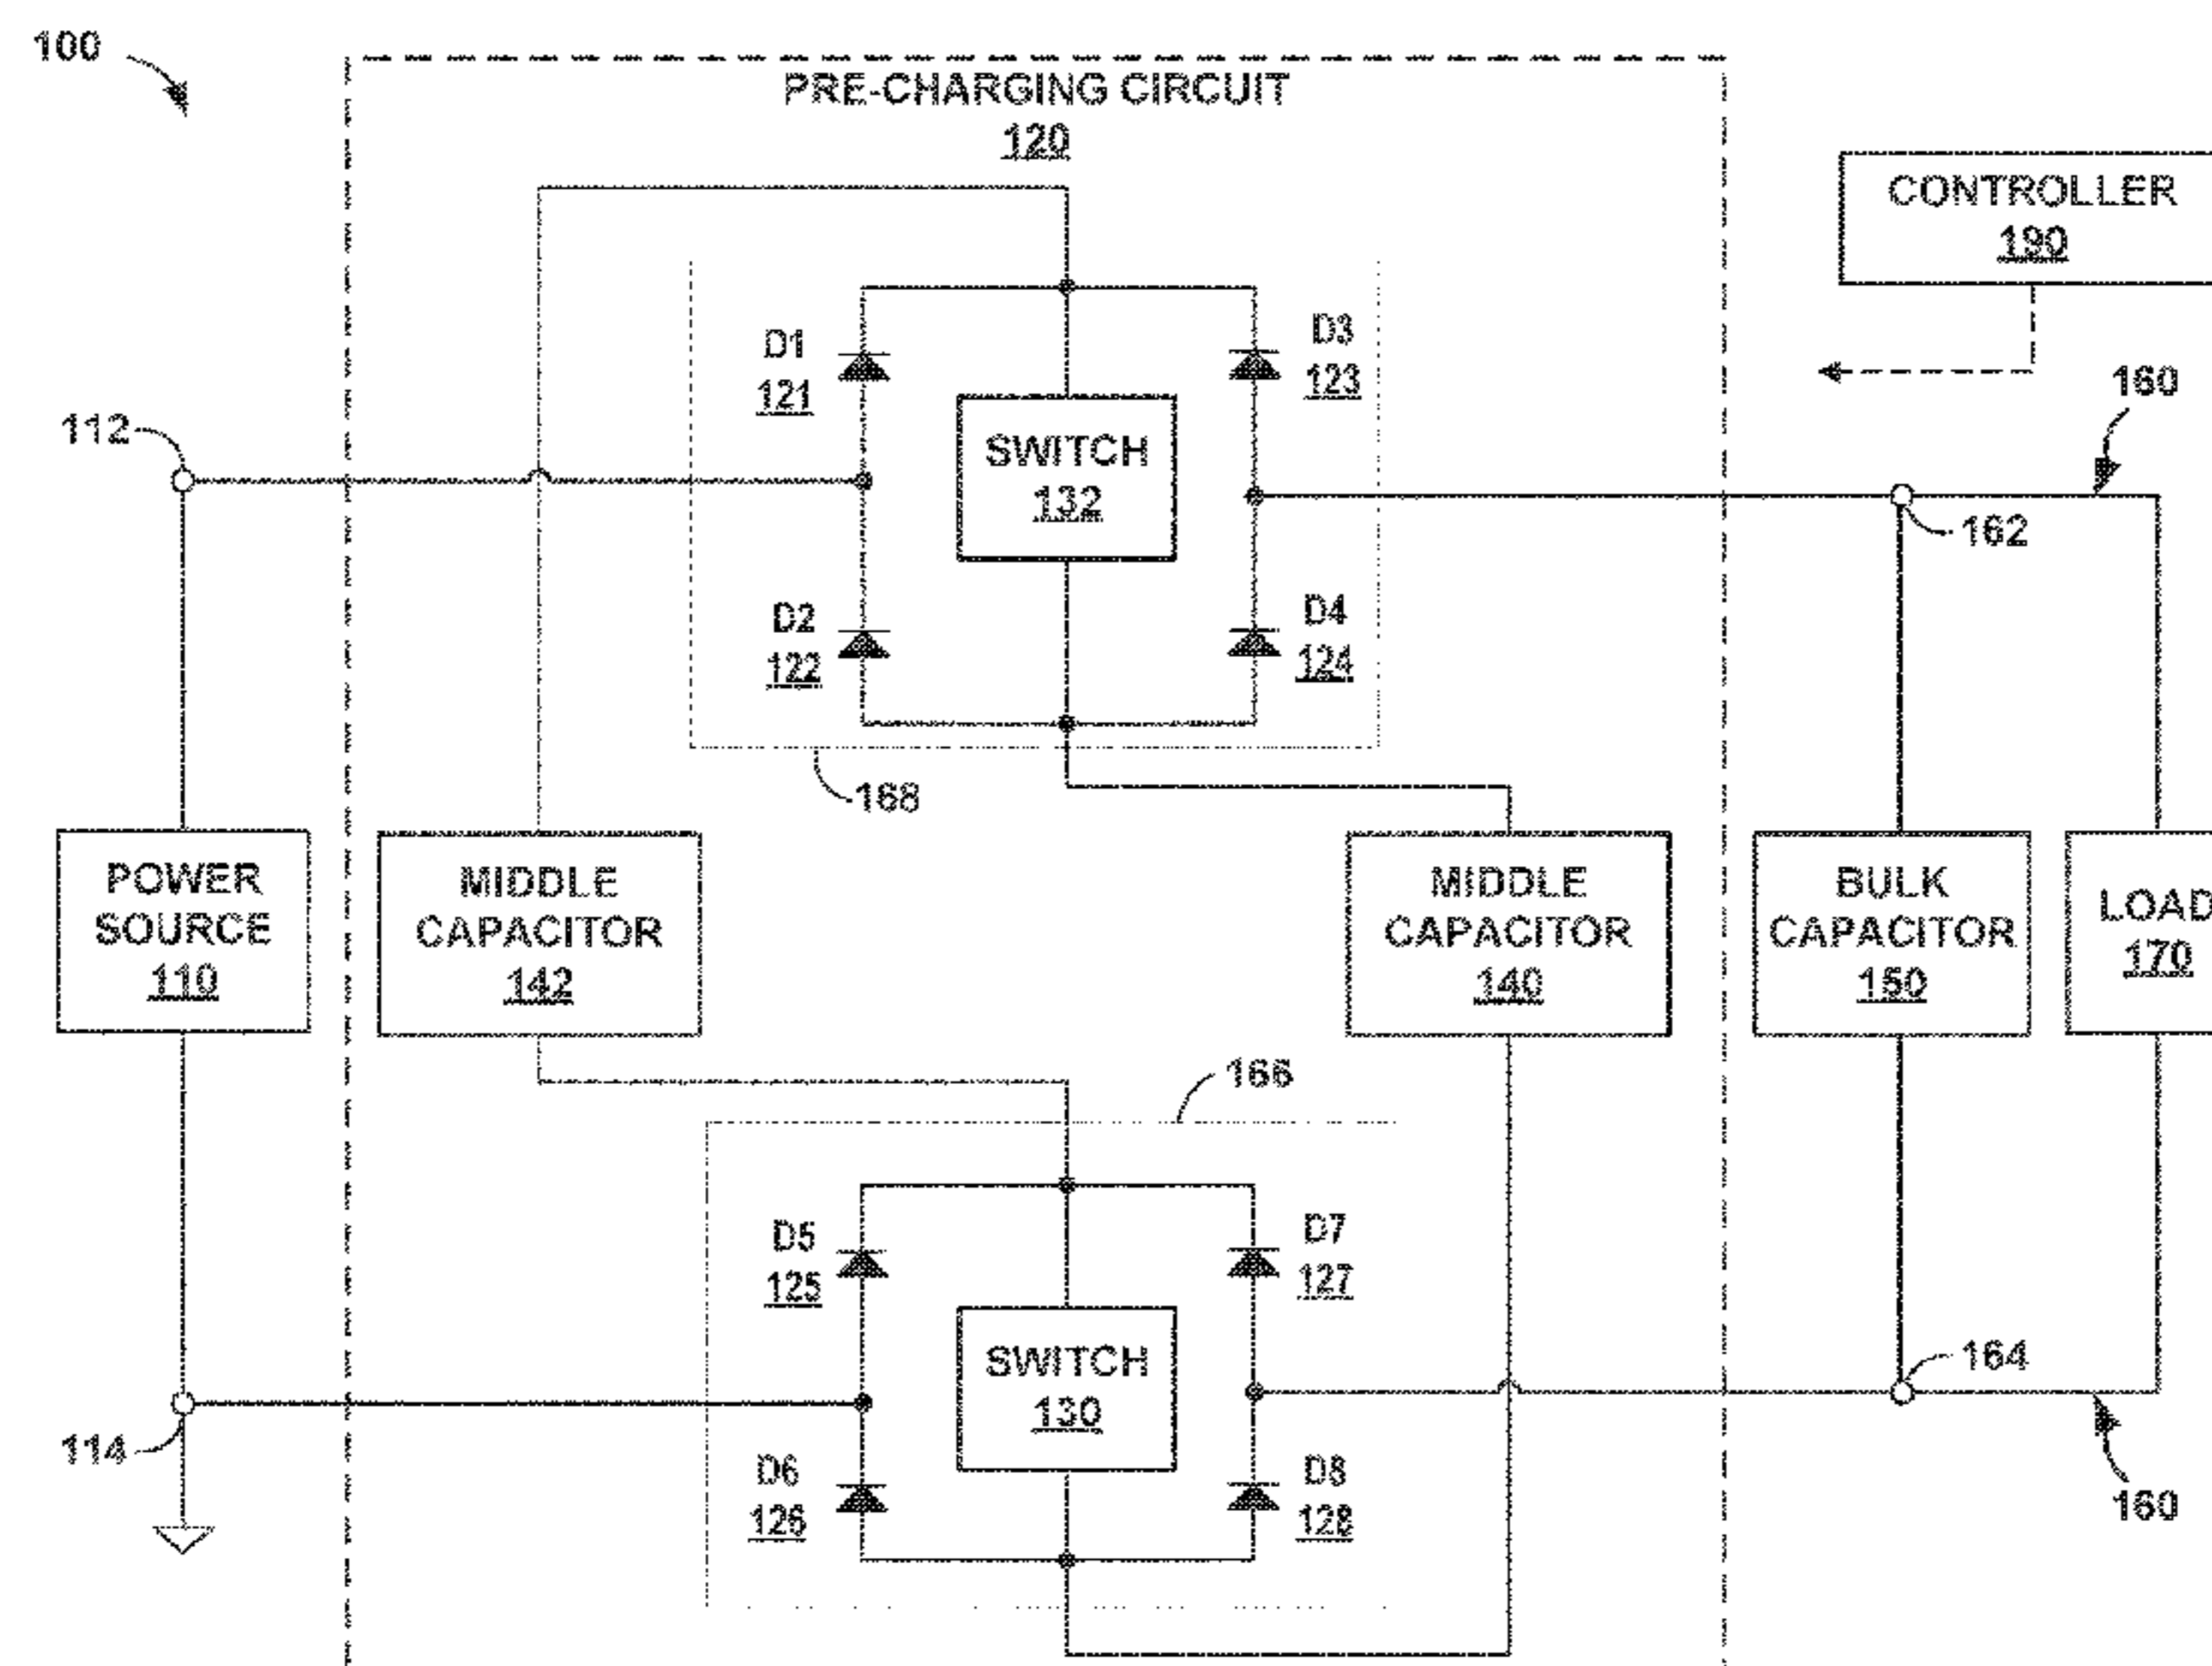 100
PRE-CHARGING CIRCUIT
120
CONTROLLER
190
D1
121
D3
123
160
112
SWITCH
132
162
D2
122
D4
124
168
POWER
SOURCE
110
MIDDLE
CAPACITOR
142
MIDDLE
CAPACITOR
140
BULK
CAPACITOR
150
LOAD
170
166
D5
125
D7
127
SWITCH
130
164
114
D6
126
D8
128
160